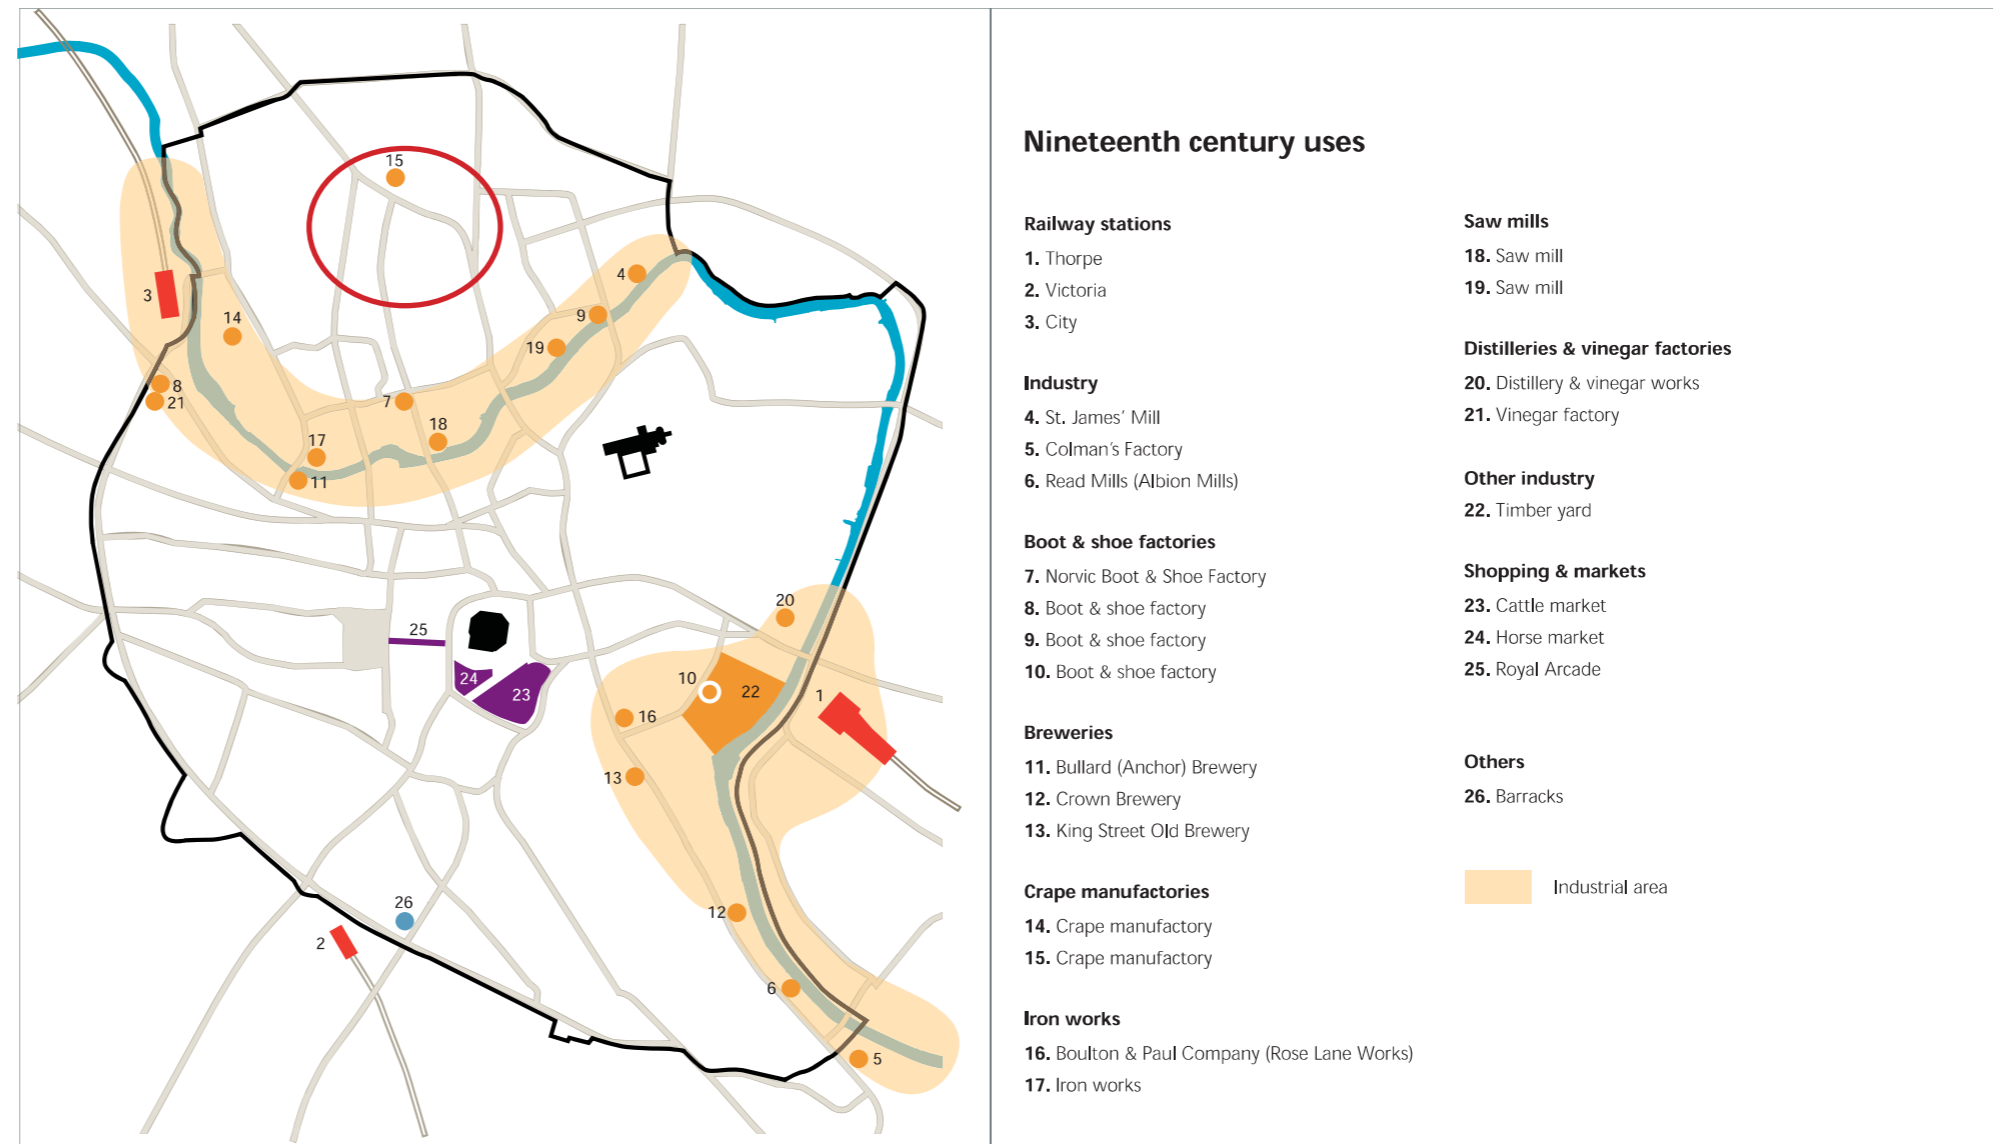 15
4
3
9
14
19
8
21
7
18
17
11
20
25
24
23
10
22
1
16
13
12
26
2
6
5
Nineteenth century uses
Railway stations
1. Thorpe
2. Victoria
3. City
Industry
4. St. James' Mill
5. Colman's Factory
6. Read Mills (Albion Mills)
Boot & shoe factories
7. Norvic Boot & Shoe Factory
8. Boot & shoe factory
9. Boot & shoe factory
10. Boot & shoe factory
Breweries
11. Bullard (Anchor) Brewery
12. Crown Brewery
13. King Street Old Brewery
Crape manufactories
14. Crape manufactory
15. Crape manufactory
Iron works
16. Boulton & Paul Company (Rose Lane Works)
17. Iron works
Saw mills
18. Saw mill
19. Saw mill
Distilleries & vinegar factories
20. Distillery & vinegar works
21. Vinegar factory
Other industry
22. Timber yard
Shopping & markets
23. Cattle market
24. Horse market
25. Royal Arcade
Others
26. Barracks
Industrial area